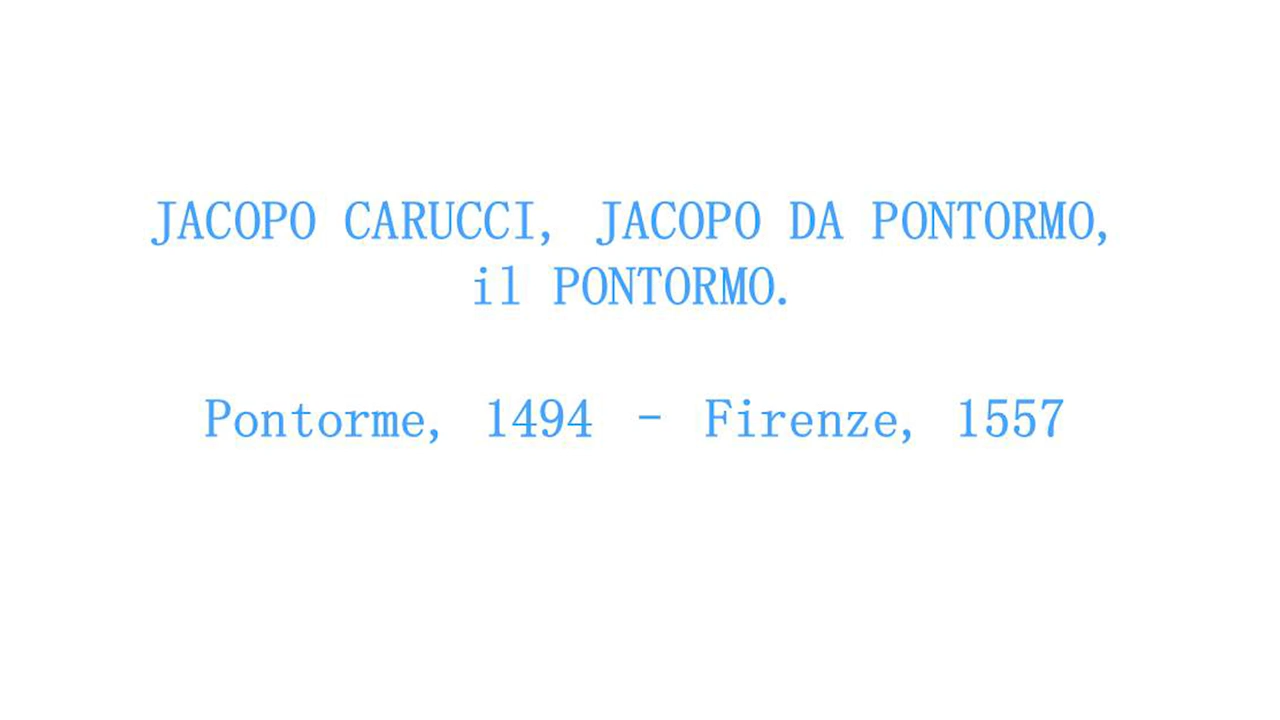 JACOPO CARUCCI, JACOPO DA PONTORMO,
il PONTORMO.
Pontorme, 1494 - Firenze, 1557